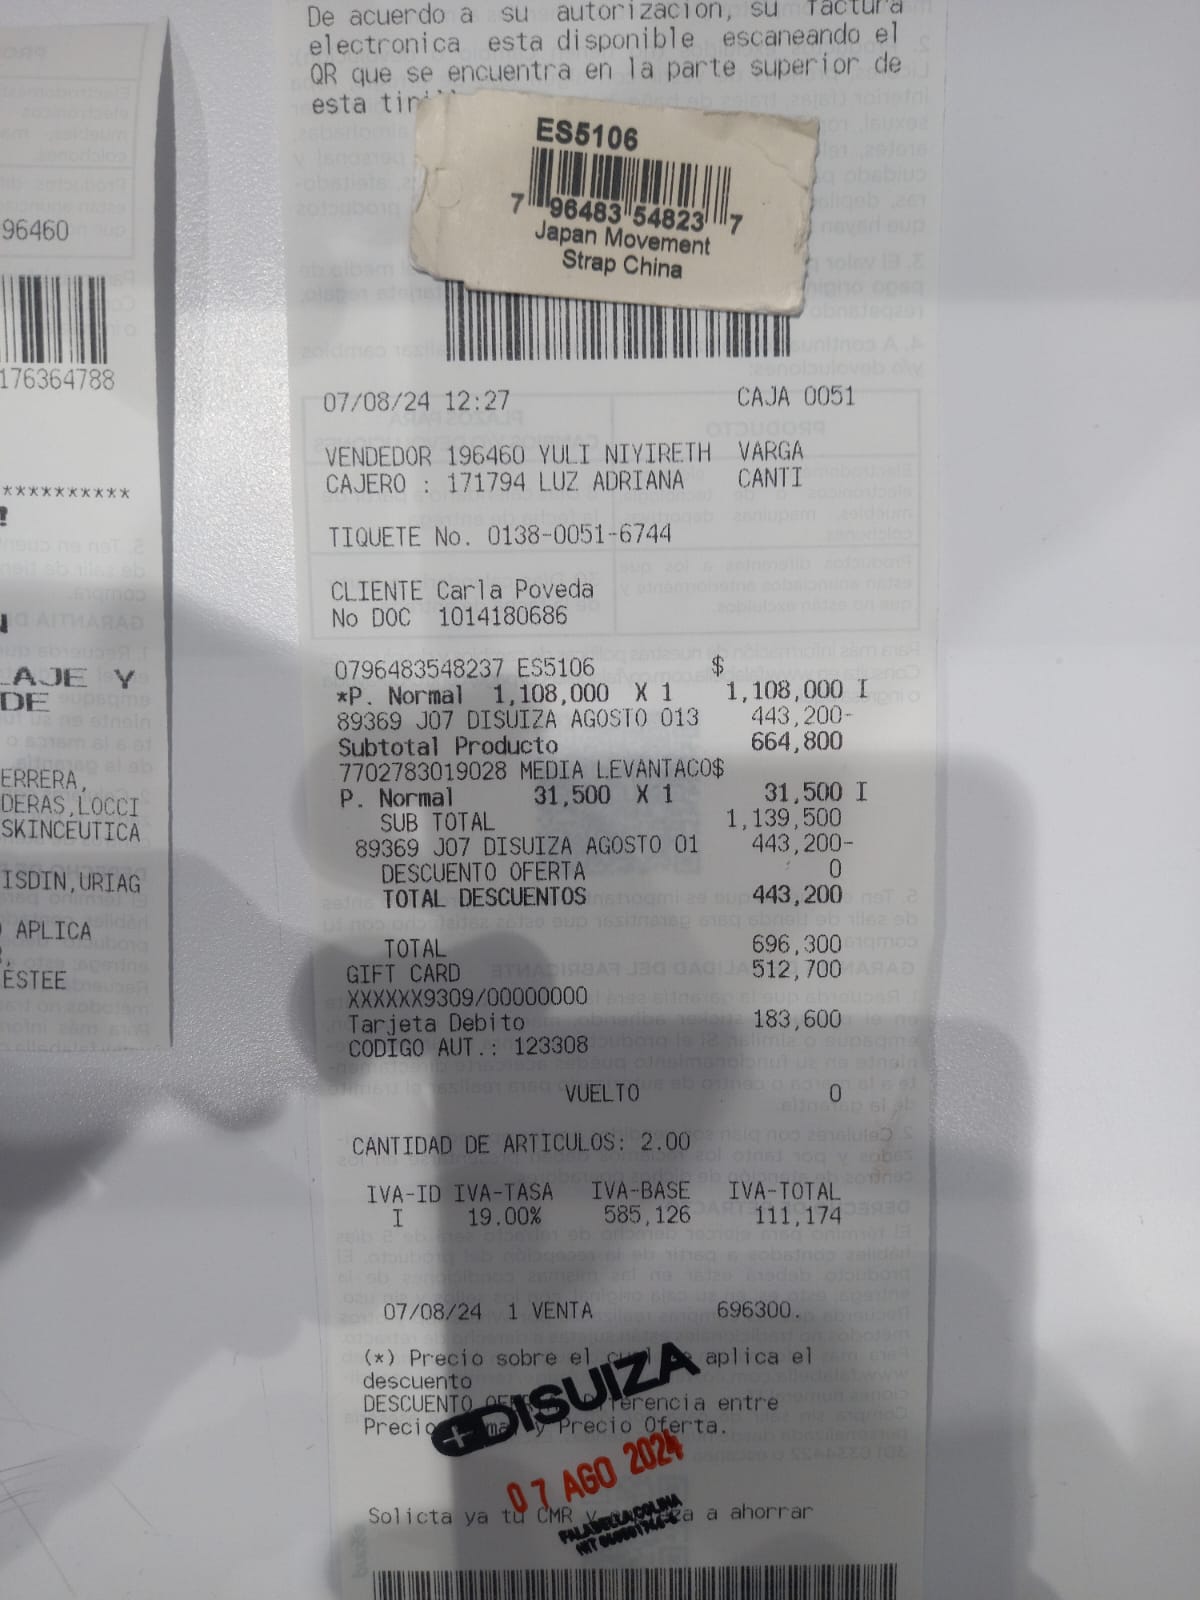 De acuerdo a su autorizacion, su factura
electronica esta disponible escaneando el
QR que se encuentra en la parte superior de
esta
ES5106
7 96483 54823 7
Japan Movement
Strap China
07/08/24 12:27 CAJA 0051
VENDEDOR 196460 YULI NIYIRETH VARGA
CAJERO : 171794 LUZ ADRIANA CANTI
TIQUETE No. 0138-0051-6744
CLIENTE Carla Poveda
No DOC 1014180686
0796483548237 ES5106 $
*P. Normal 1,108,000 X 1 1,108,000 I
89369 J07 DISUIZA AGOSTO 013 443,200-
Subtotal Producto 664,800
7702783019028 MEDIA LEVANTACO$
P. Normal 31,500 X 1 31,500 I
SUB TOTAL 1,139,500
89369 J07 DISUIZA AGOSTO 01 443,200-
DESCUENTO OFERTA 0
TOTAL DESCUENTOS 443,200
TOTAL 696,300
GIFT CARD 512,700
XXXXXX9309/00000000
Tarjeta Debito 183,600
CODIGO AUT.: 123308
VUELTO 0
CANTIDAD DE ARTICULOS: 2.00
IVA-ID IVA-TASA IVA-BASE IVA-TOTAL
I 19.00% 585,126 111,174
07/08/24 1 VENTA 696300.
(*) Precio sobre el aplica el
descuento
DESCUENTO entre
Precio y Precio Oferta.
+DISUIZA
07 AGO 2024
Solicta ya tu CMR a ahorrar
FALABELLA COLINA
NIT
96460
176364788
**********
!
LAJE Y
DE
ERRERA,
DERAS,LOCCI
SKINCEUTICA
ISDIN,URIAG
APLICA
ESTEE